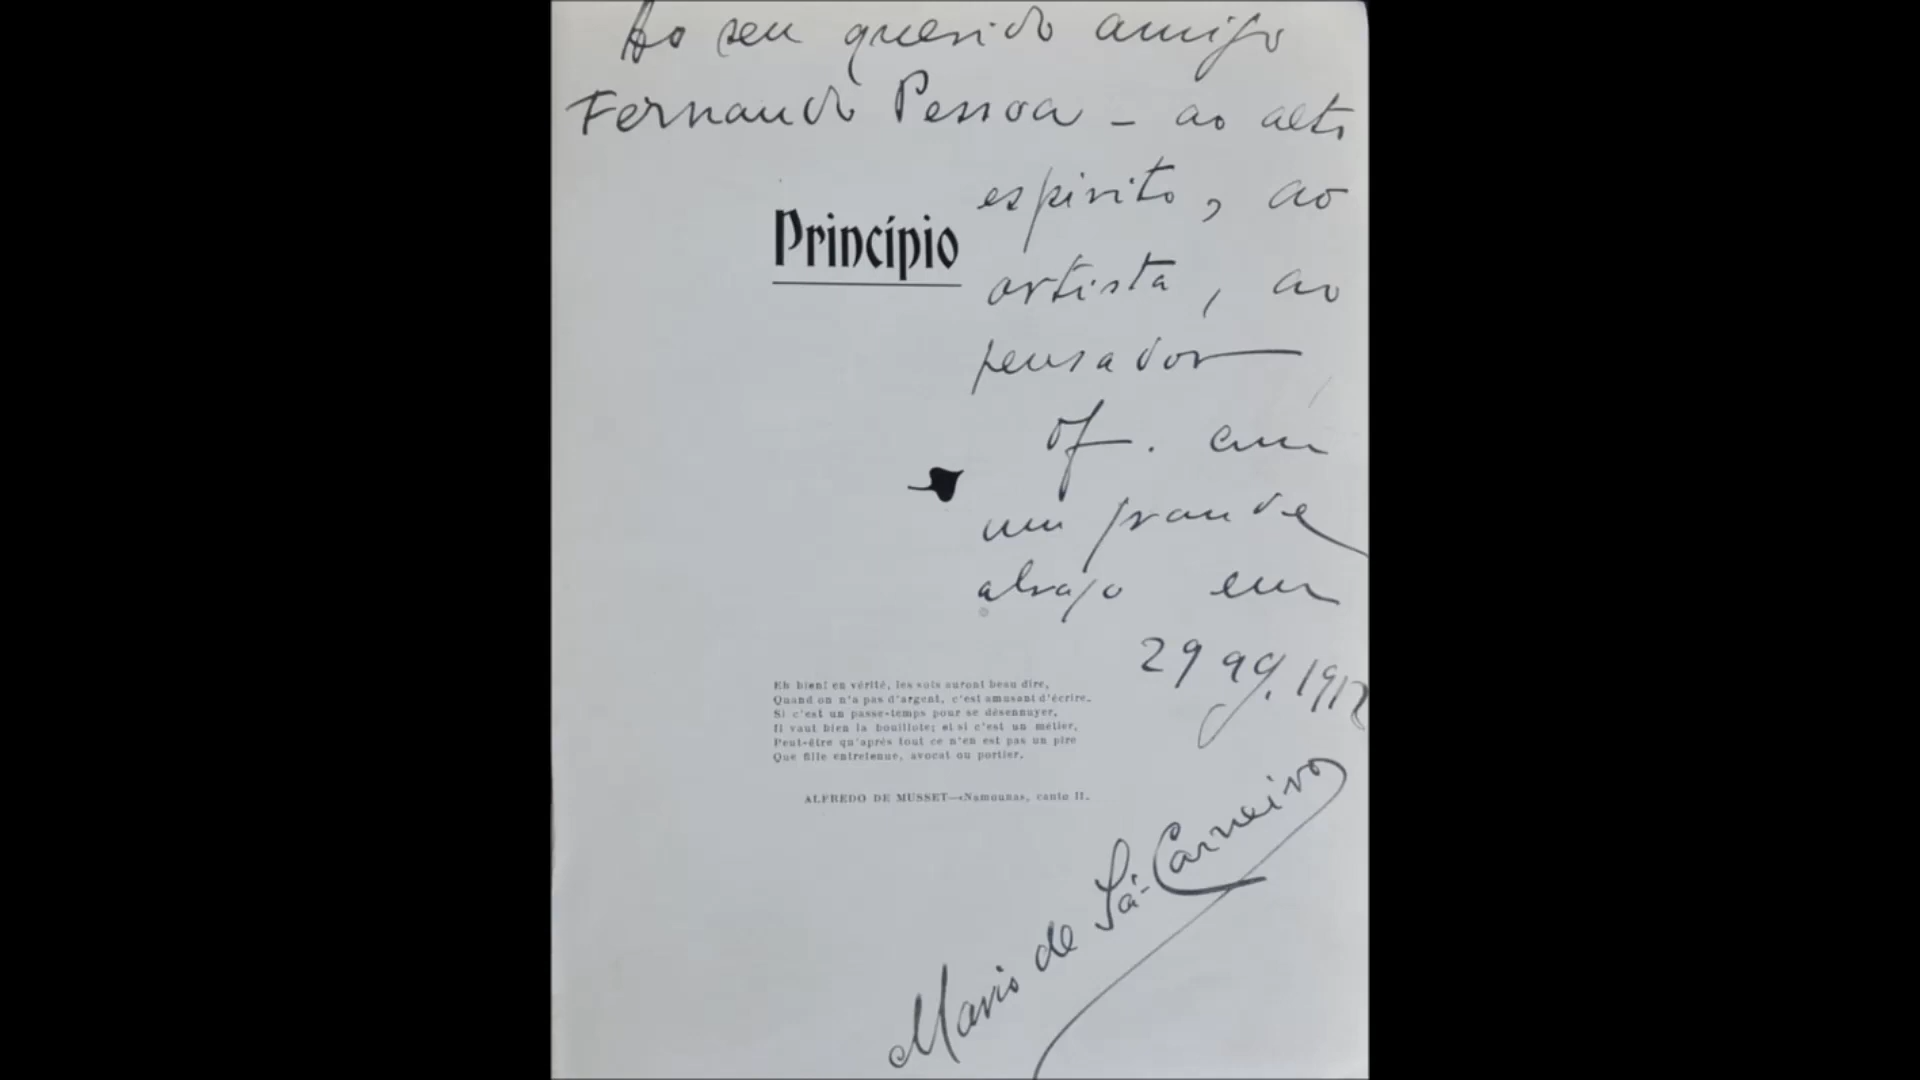 Ao seu querido amigo
Fernando Pessoa – ao alto
espirito, ao
artista, ao
pensador
of. com
um grande
abraço em
29 ag. 1912
Mario de Sá-Carneiro
Princípio
Eh bien! en vérité, les sots auront beau dire,
Quand on n'a pas d'argent, c'est amusant d'écrire.
Si c'est un passe-temps pour se désennuyer,
Il vaut bien la bouillote; et si c'est un métier,
Peut-être qu'après tout ce n'en est pas un pire
Que fille entretenue, avocat ou portier.
ALFREDO DE MUSSET—«Namouna», canto II.